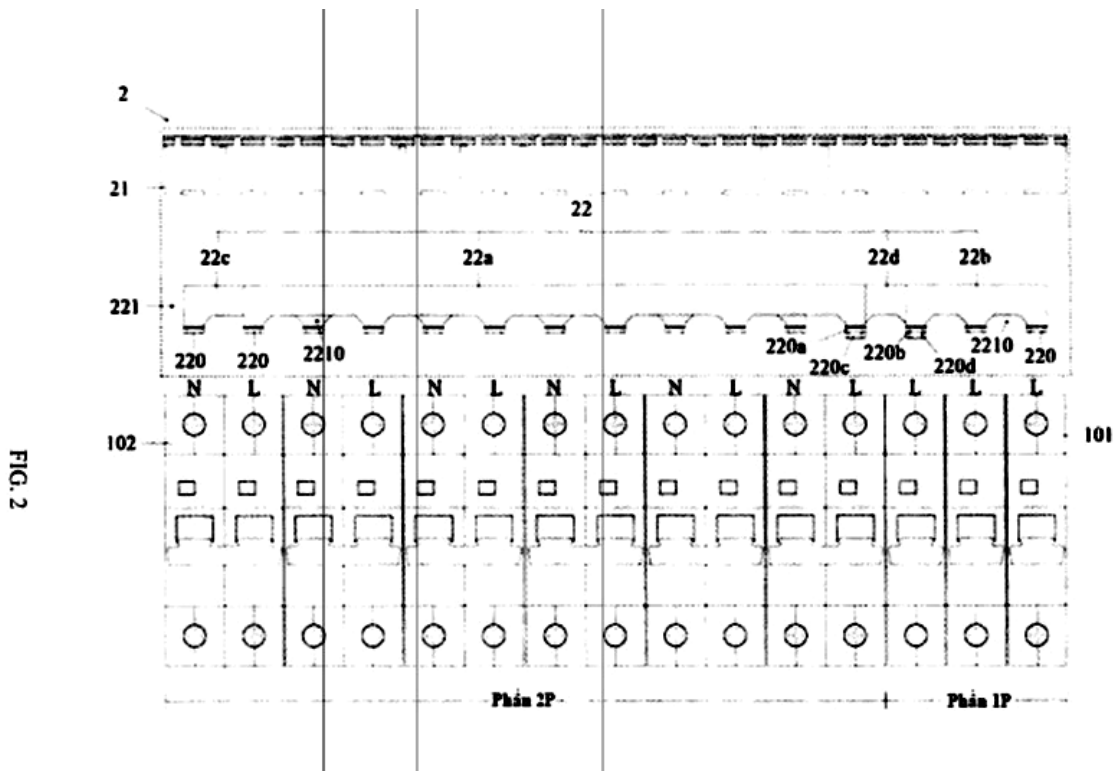 2
21
22
22c 22a 22d 22b
221
220 220 2210 220a 220b 2210 220
220c 220d
N L N L N L N L N L N L L L L
102 101
FIG. 2
Phần 2P Phần 1P